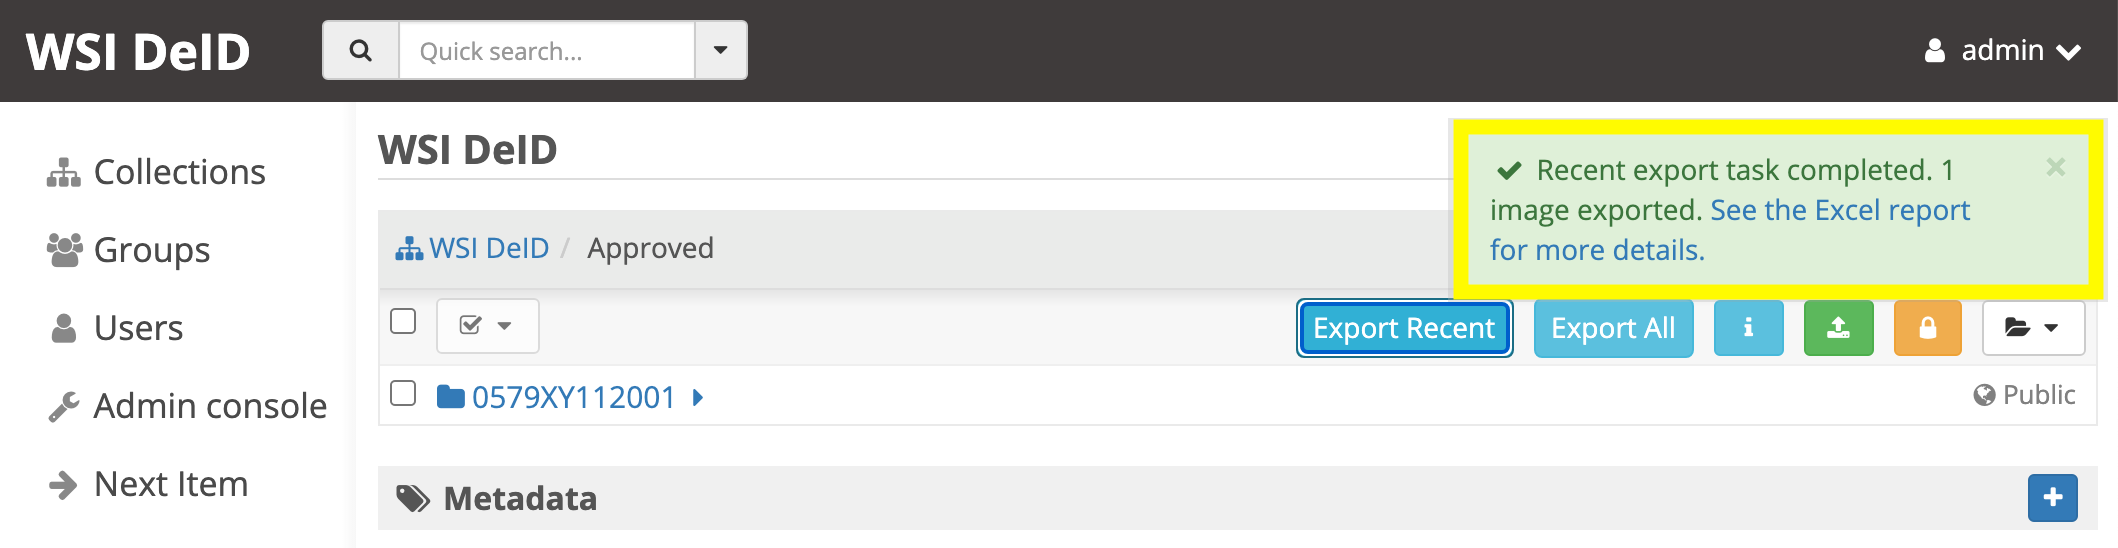 WSI DeID
Quick search...
admin
Collections
Groups
Users
Admin console
Next Item
WSI DeID
Recent export task completed. 1
image exported. See the Excel report
for more details.
×
WSI DeID / Approved
Export Recent
Export All
0579XY112001
Public
Metadata